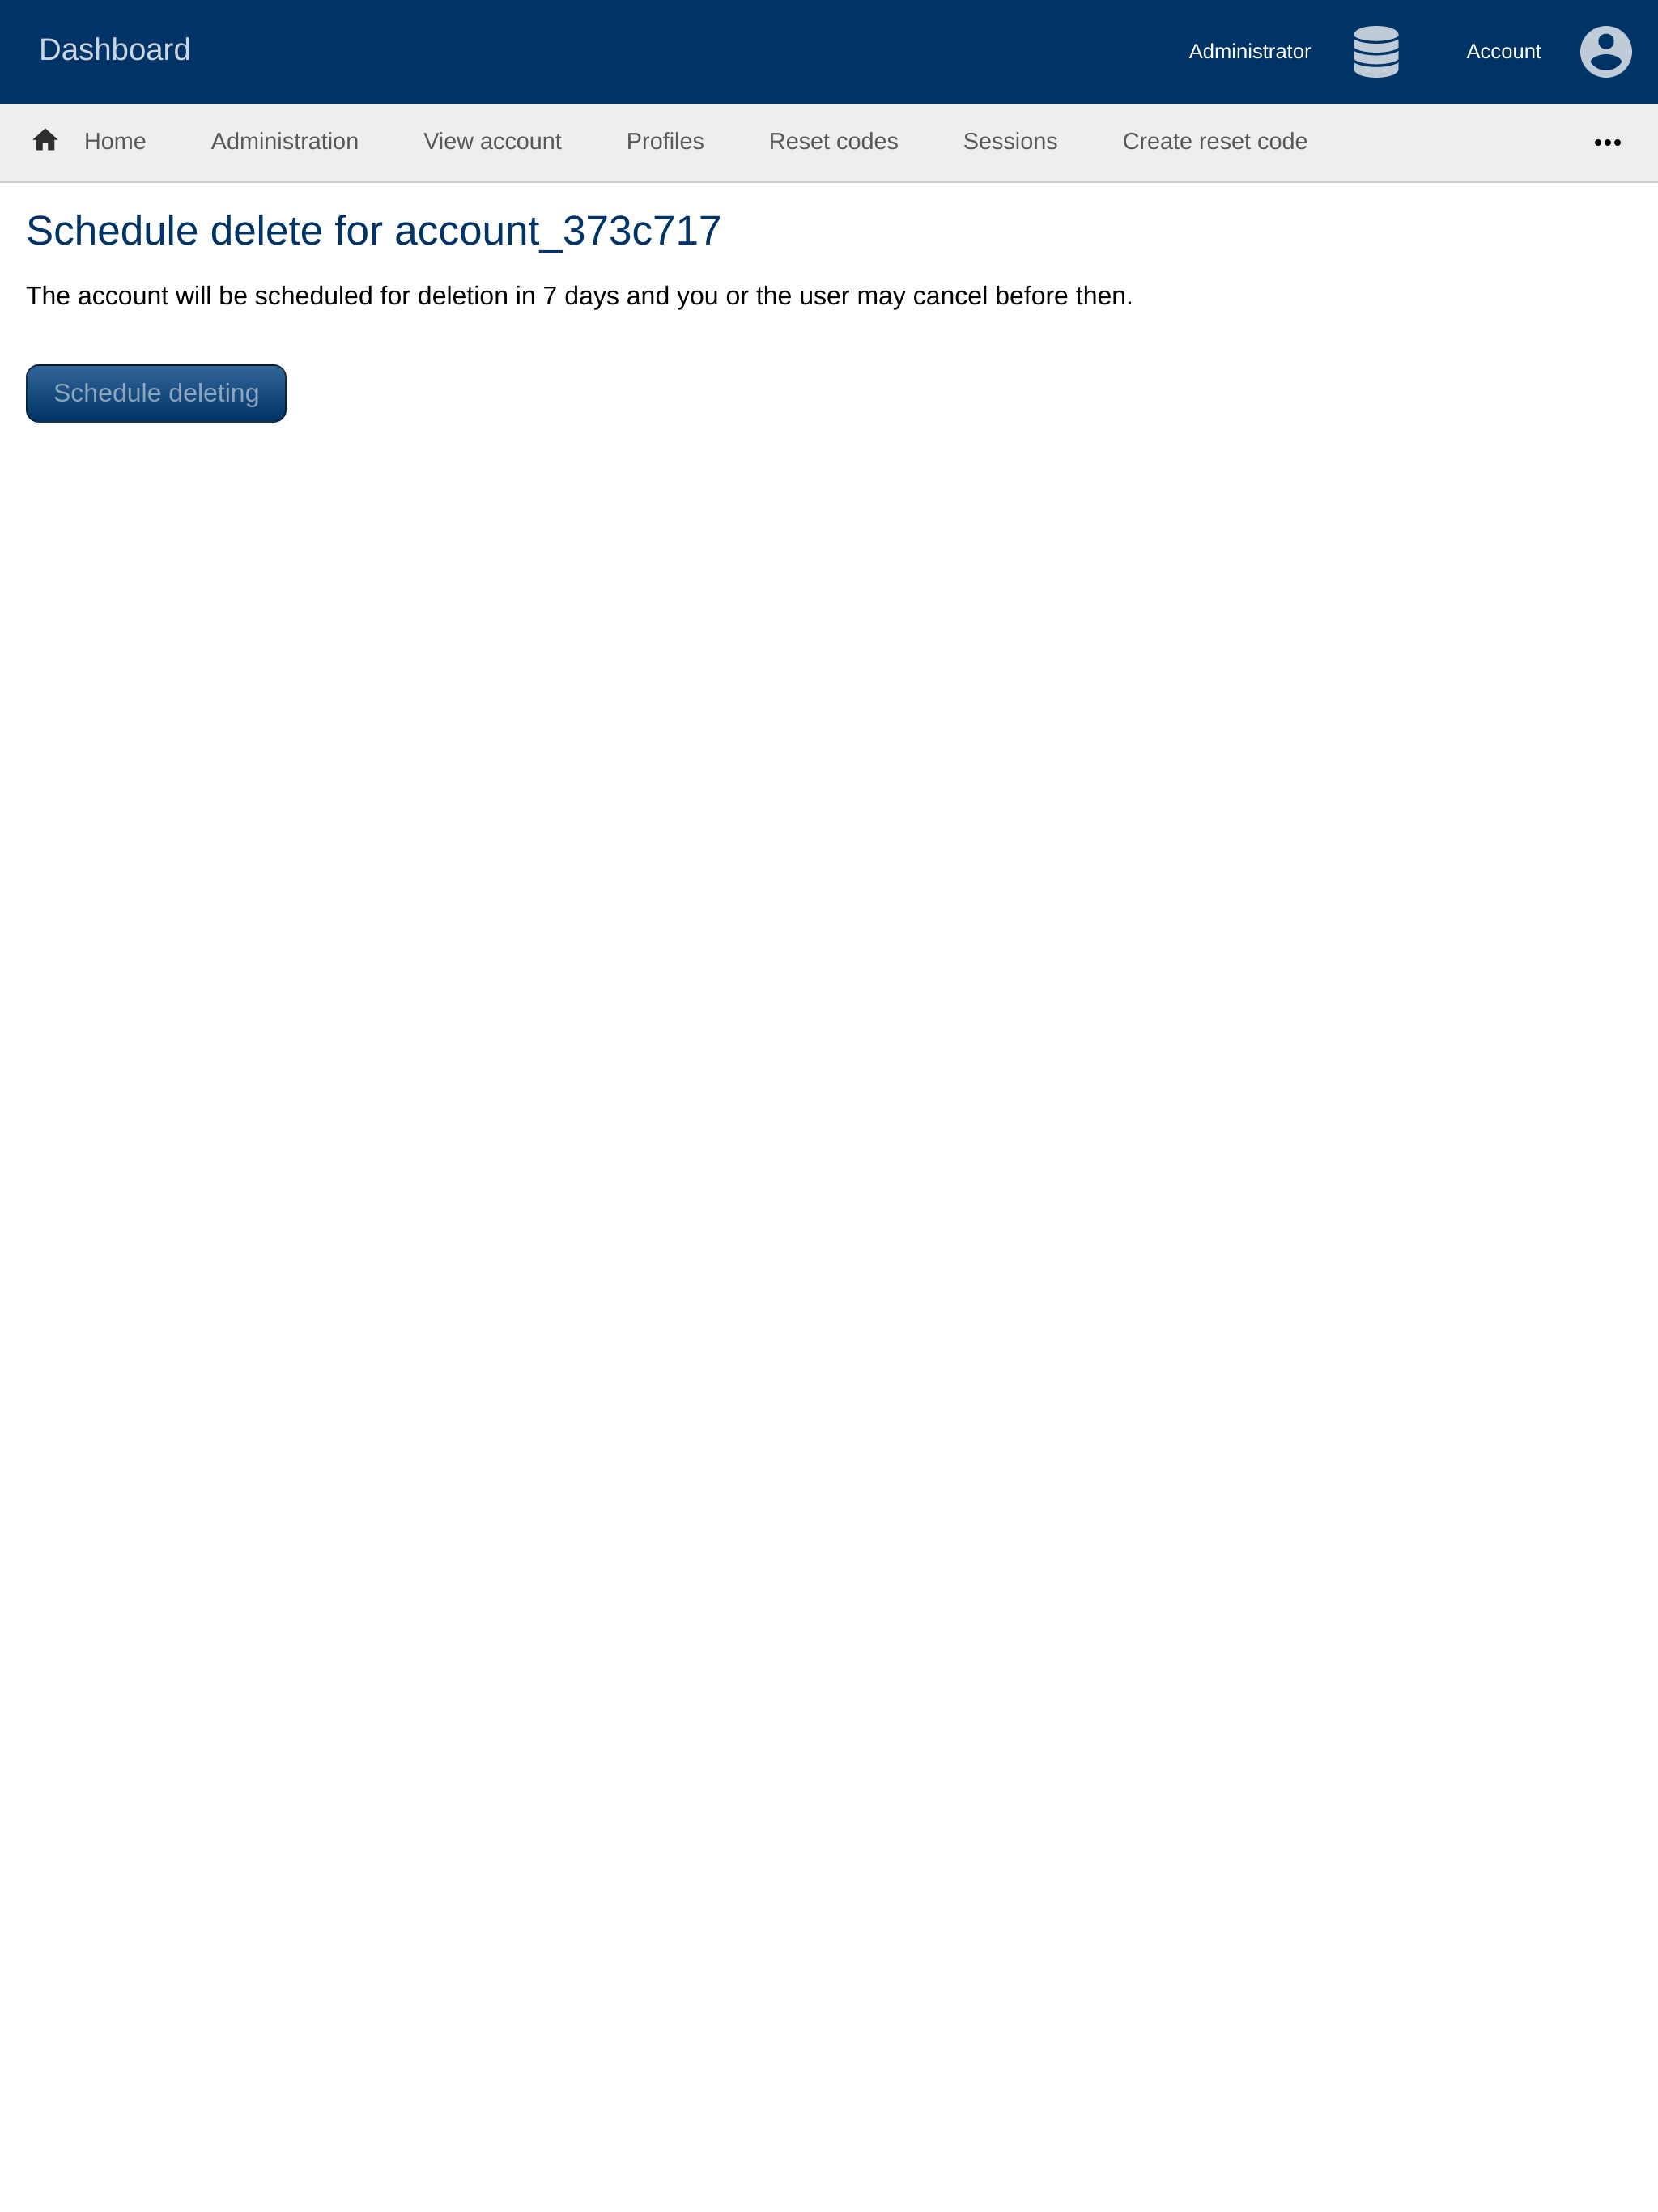 Dashboard
Administrator
Account
Home
Administration
View account
Profiles
Reset codes
Sessions
Create reset code
Schedule delete for account_373c717
The account will be scheduled for deletion in 7 days and you or the user may cancel before then.
Schedule deleting